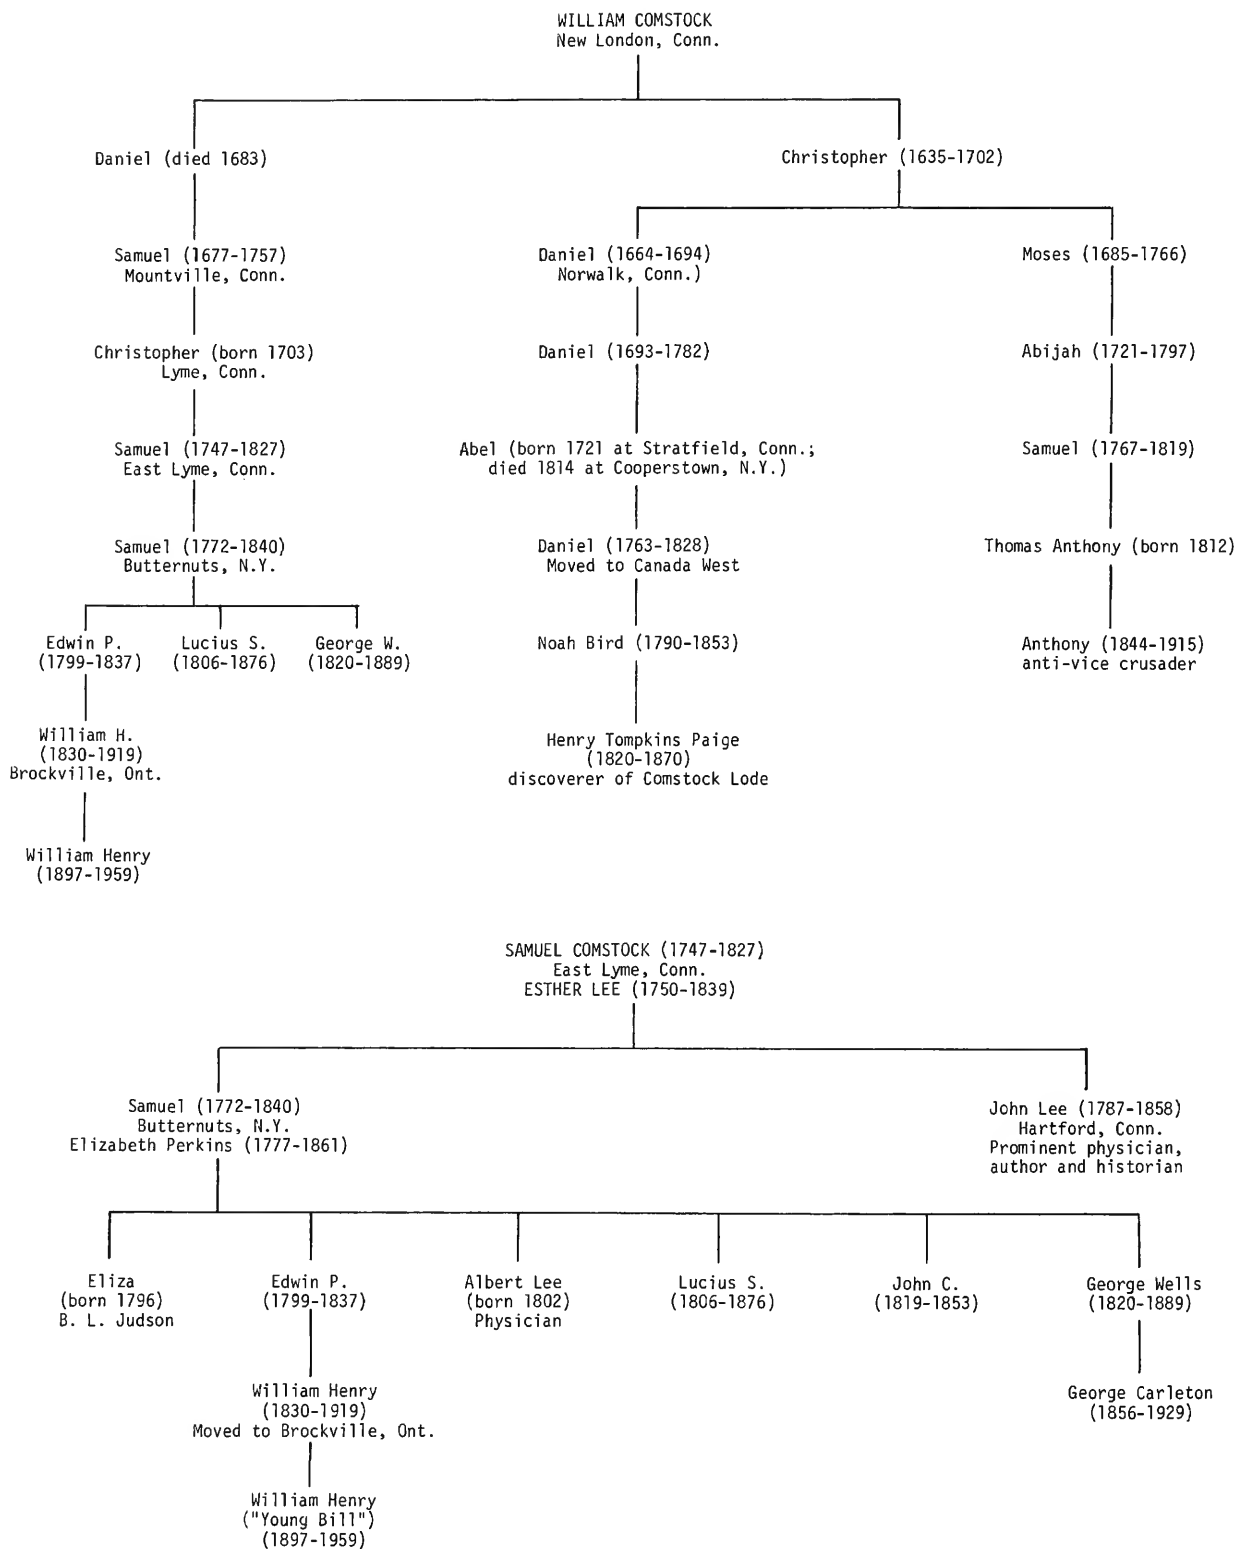 WILLIAM COMSTOCK
New London, Conn.
Daniel (died 1683)
Christopher (1635-1702)
Samuel (1677-1757)
Mountville, Conn.
Daniel (1664-1694)
Norwalk, Conn.)
Moses (1685-1766)
Christopher (born 1703)
Lyme, Conn.
Daniel (1693-1782)
Abijah (1721-1797)
Samuel (1747-1827)
East Lyme, Conn.
Abel (born 1721 at Stratfield, Conn.;
died 1814 at Cooperstown, N.Y.)
Samuel (1767-1819)
Samuel (1772-1840)
Butternuts, N.Y.
Daniel (1763-1828)
Moved to Canada West
Thomas Anthony (born 1812)
Edwin P.
(1799-1837)
Lucius S.
(1806-1876)
George W.
(1820-1889)
Noah Bird (1790-1853)
Anthony (1844-1915)
anti-vice crusader
William H.
(1830-1919)
Brockville, Ont.
Henry Tompkins Paige
(1820-1870)
discoverer of Comstock Lode
William Henry
(1897-1959)
SAMUEL COMSTOCK (1747-1827)
East Lyme, Conn.
ESTHER LEE (1750-1839)
Samuel (1772-1840)
Butternuts, N.Y.
Elizabeth Perkins (1777-1861)
John Lee (1787-1858)
Hartford, Conn.
Prominent physician,
author and historian
Eliza
(born 1796)
B. L. Judson
Edwin P.
(1799-1837)
Albert Lee
(born 1802)
Physician
Lucius S.
(1806-1876)
John C.
(1819-1853)
George Wells
(1820-1889)
William Henry
(1830-1919)
Moved to Brockville, Ont.
George Carleton
(1856-1929)
William Henry
("Young Bill")
(1897-1959)